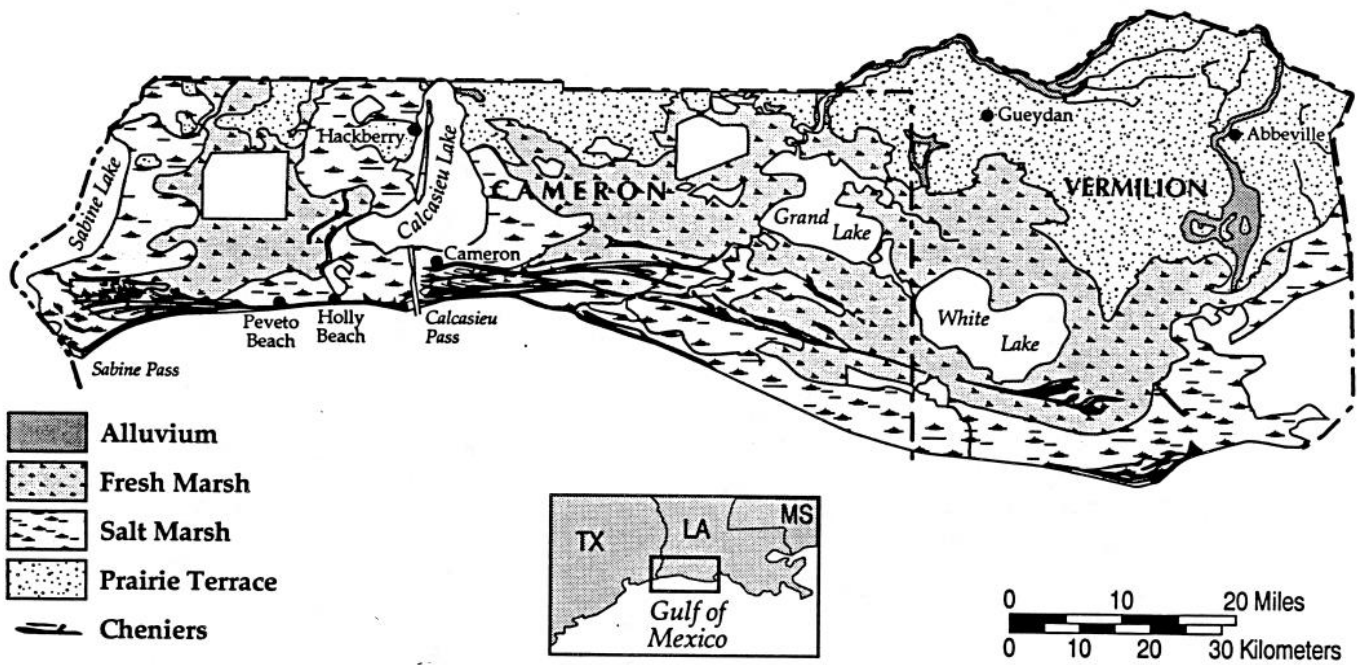 Gueydan
Hackberry
Abbeville
Sabine Lake
Calcasieu Lake
CAMERON
VERMILION
Grand
Lake
Cameron
White
Lake
Peveto
Beach
Holly
Beach
Calcasieu
Pass
Sabine Pass
Alluvium
Fresh Marsh
Salt Marsh
Prairie Terrace
Cheniers
TX
LA
MS
Gulf of
Mexico
0 10 20 Miles
0 10 20 30 Kilometers